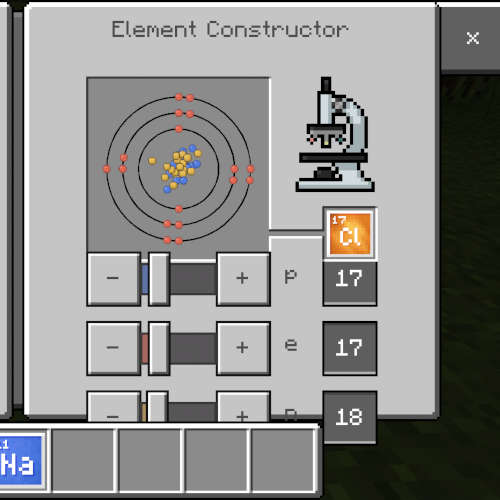 Element Constructor
×
17
Cl
- + p 17
- + e 17
- + n 18
11
Na